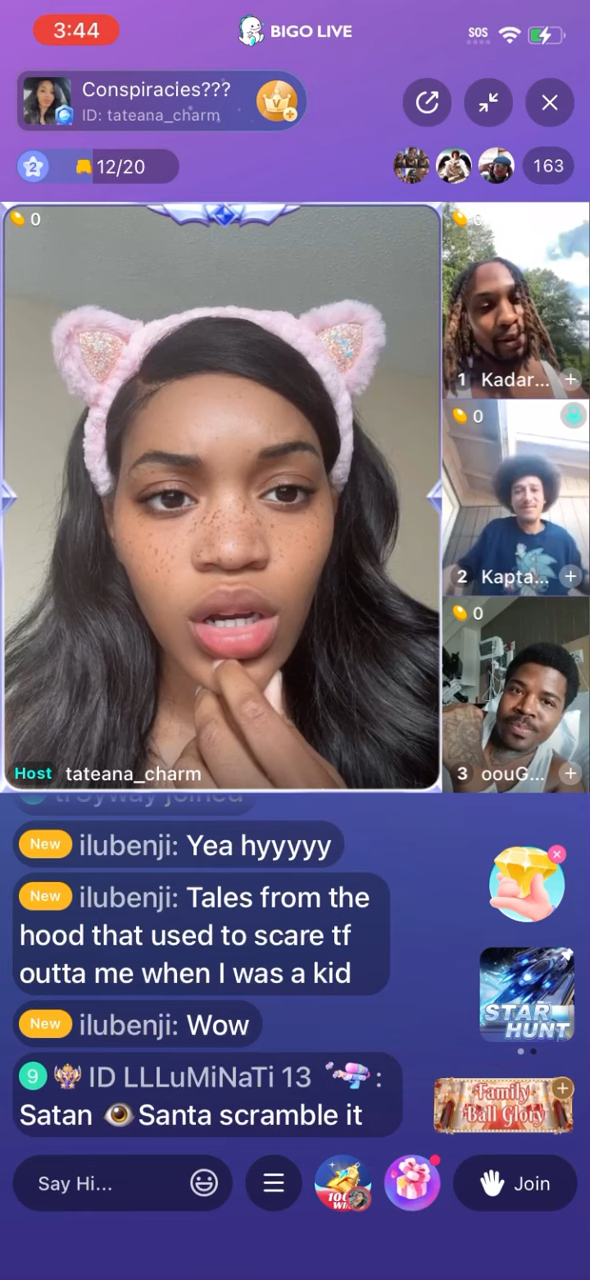 3:44
BIGO LIVE
SOS
Conspiracies???
ID: tateana_charm
2
12/20
163
0
0
1 Kadar...
0
2 Kapta...
0
3 oouG...
Host tateana_charm
joined
New ilubenji: Yea hyyyyy
New ilubenji: Tales from the
hood that used to scare tf
outta me when I was a kid
New ilubenji: Wow
9 ID LLLuMiNaTi 13 :
Satan 👁️ Santa scramble it
STAR
HUNT
Family
Ball Glory
Say Hi...
Join